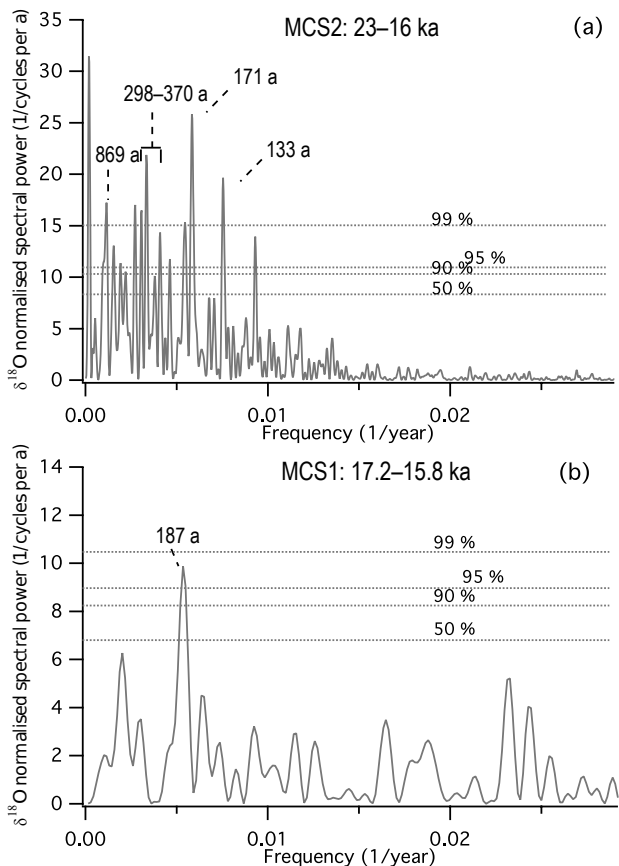 MCS2: 23–16 ka
(a)
δ18O normalised spectral power (1/cycles per a)
35
30
25
20
15
10
5
0
869 a
298–370 a
171 a
133 a
99 %
95 %
90 %
50 %
0.00
0.01
0.02
Frequency (1/year)
MCS1: 17.2–15.8 ka
(b)
δ18O normalised spectral power (1/cycles per a)
14
12
10
8
6
4
2
0
187 a
99 %
95 %
90 %
50 %
0.00
0.01
0.02
Frequency (1/year)